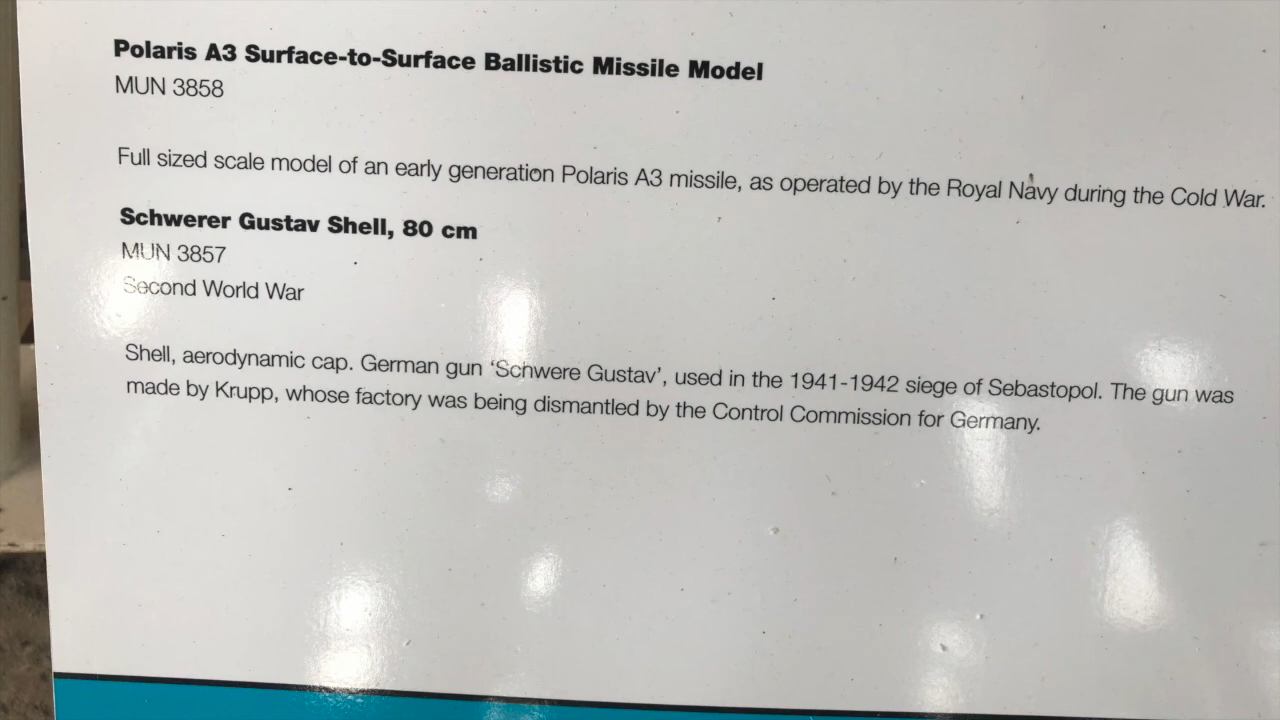 Polaris A3 Surface-to-Surface Ballistic Missile Model
MUN 3858
Full sized scale model of an early generation Polaris A3 missile, as operated by the Royal Navy during the Cold War.
Schwerer Gustav Shell, 80 cm
MUN 3857
Second World War
Shell, aerodynamic cap. German gun ‘Schwere Gustav’, used in the 1941-1942 siege of Sebastopol. The gun was
made by Krupp, whose factory was being dismantled by the Control Commission for Germany.